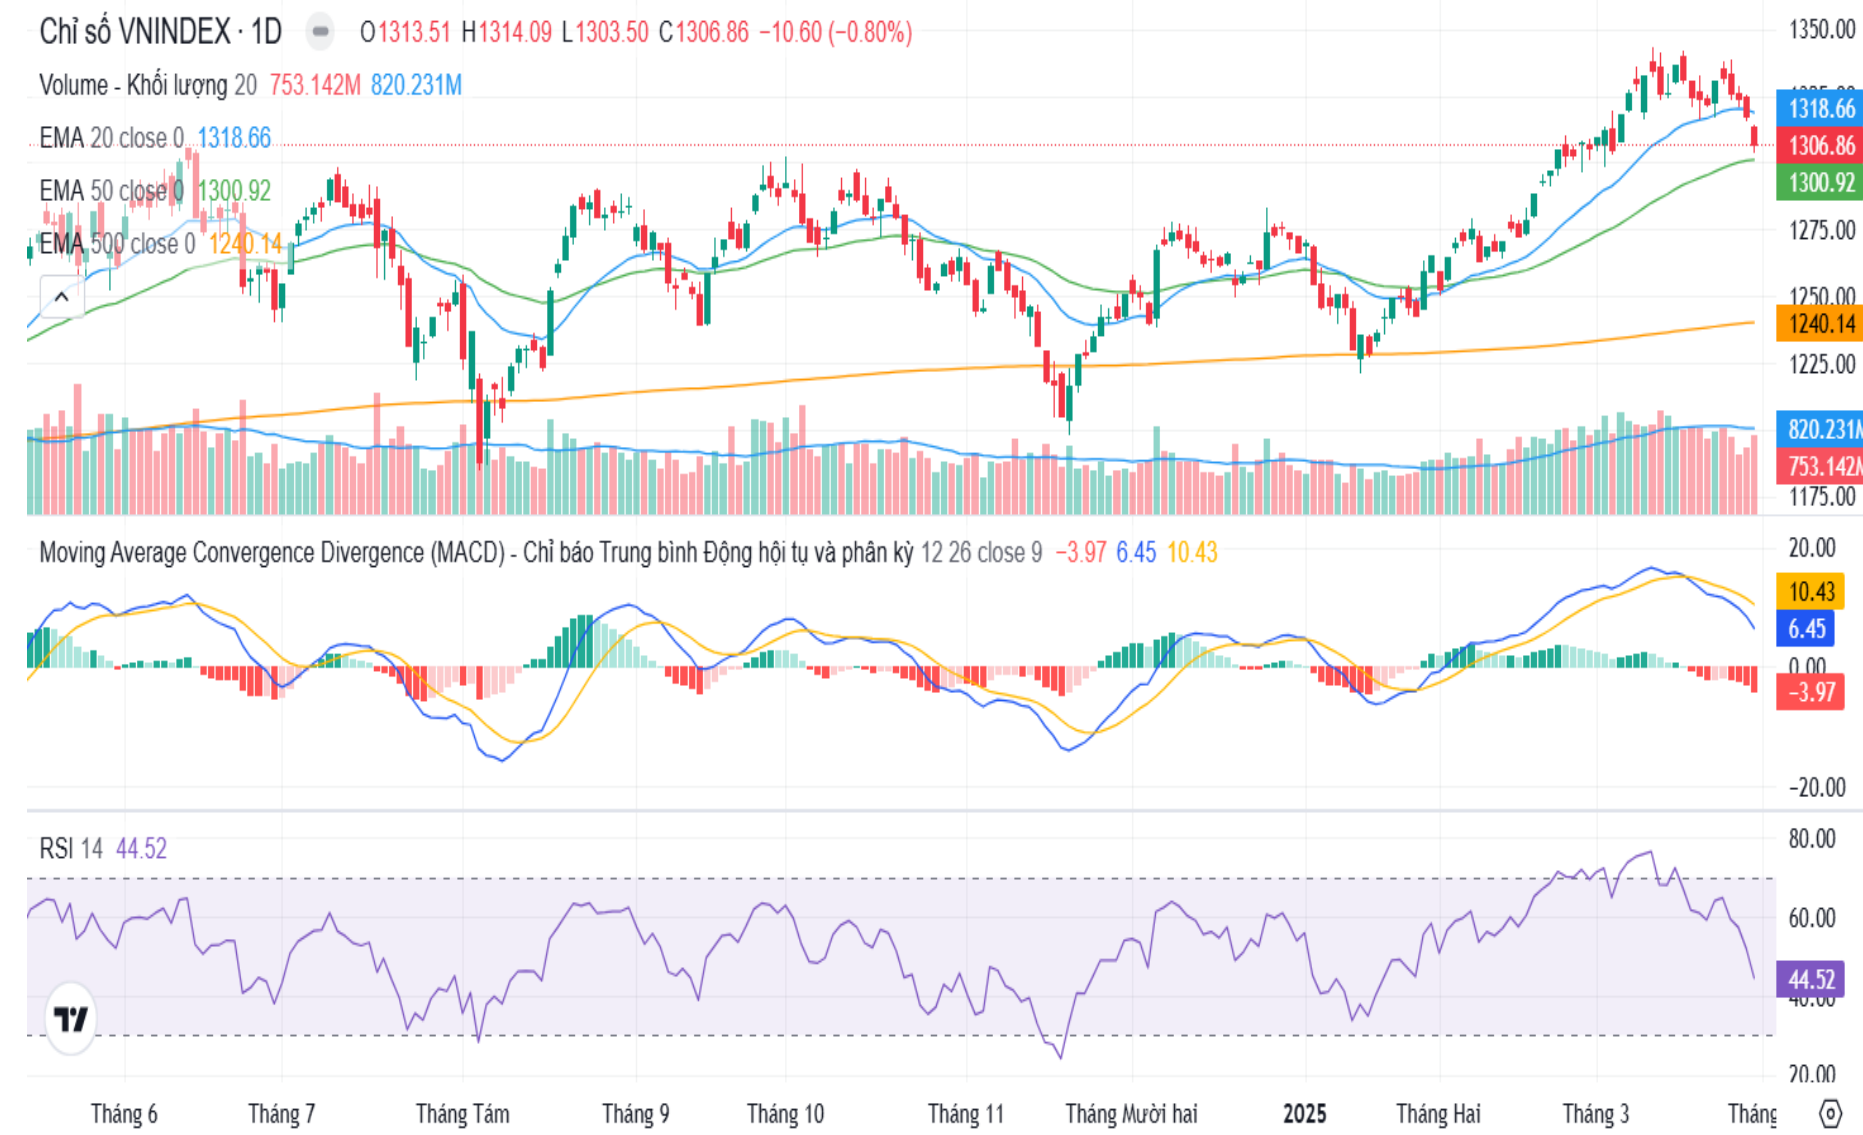 Chỉ số VNINDEX · 1D O1313.51 H1314.09 L1303.50 C1306.86 −10.60 (−0.80%)
Volume - Khối lượng 20 753.142M 820.231M
EMA 20 close 0 1318.66
EMA 50 close 0 1300.92
EMA 500 close 0 1240.14
1350.00
1318.66
1306.86
1300.92
1275.00
1250.00
1240.14
1225.00
820.231M
753.142M
1175.00
Moving Average Convergence Divergence (MACD) - Chỉ báo Trung bình Động hội tụ và phân kỳ 12 26 close 9 −3.97 6.45 10.43
20.00
10.43
6.45
0.00
−3.97
−20.00
RSI 14 44.52
80.00
60.00
44.52
40.00
20.00
Tháng 6 Tháng 7 Tháng Tám Tháng 9 Tháng 10 Tháng 11 Tháng Mười hai 2025 Tháng Hai Tháng 3 Tháng